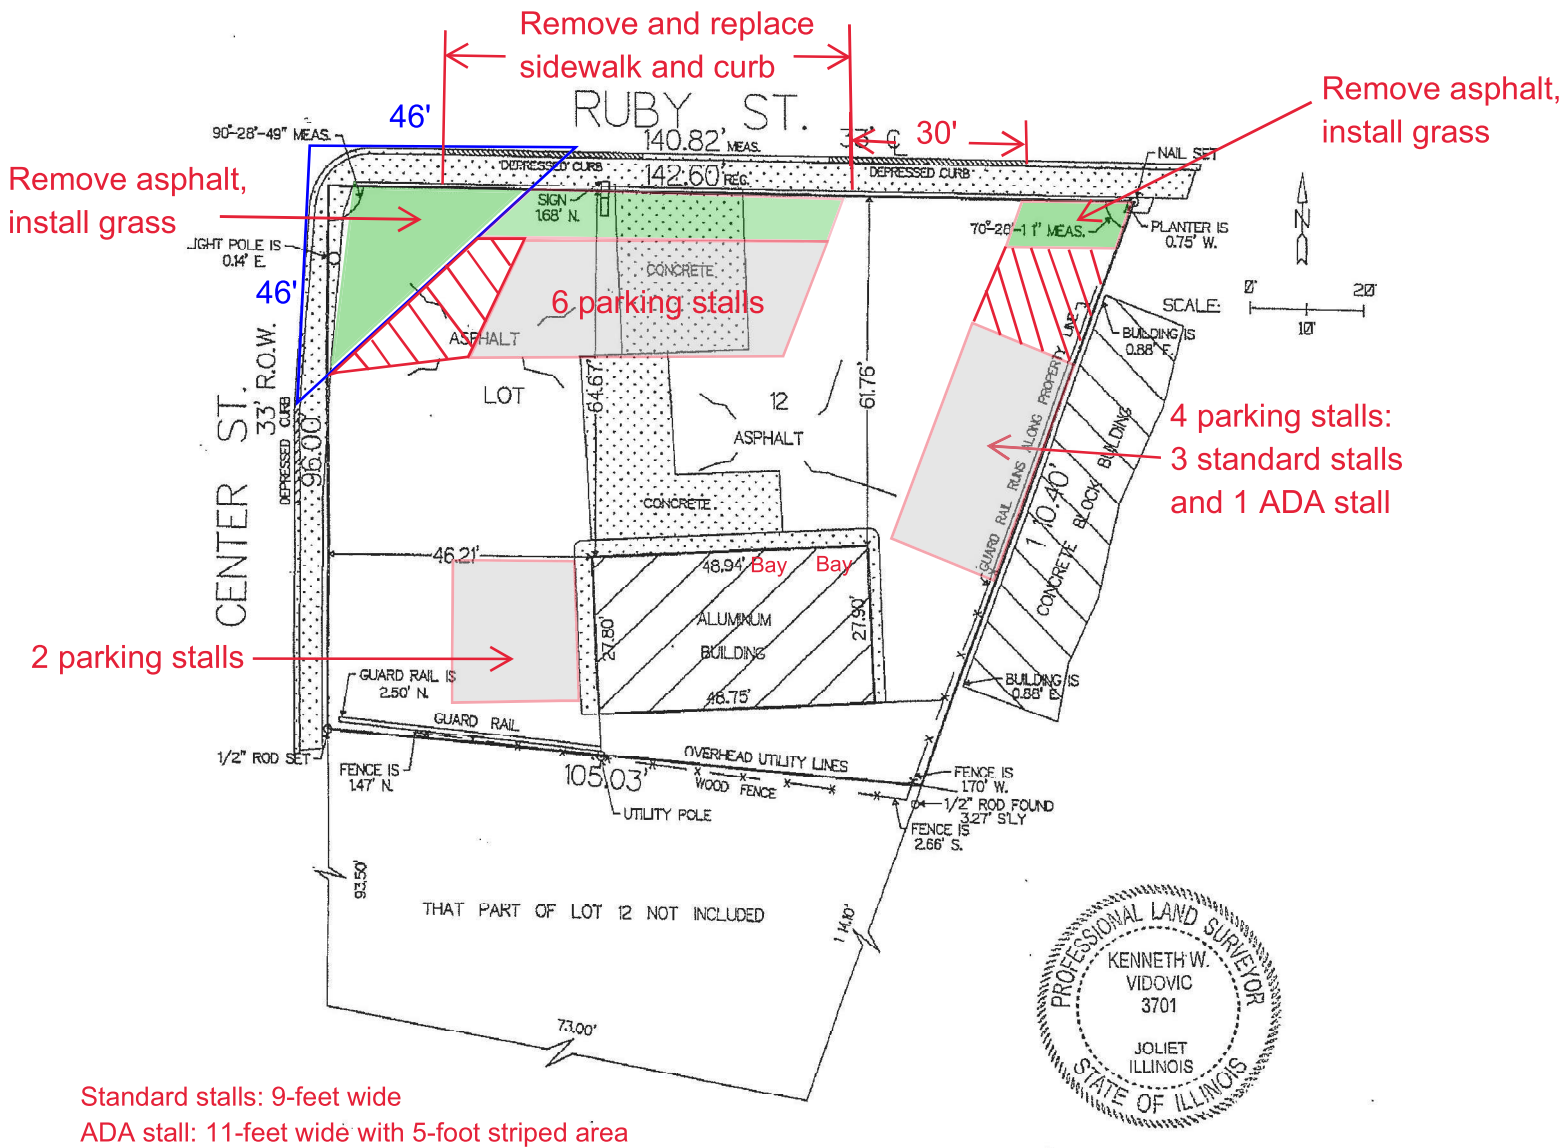 Remove and replace
sidewalk and curb
RUBY ST.
Remove asphalt,
install grass
46'
90°-28'-49" MEAS.
140.82' MEAS.
33' ℄
30'
DEPRESSED CURB
142.60' REG.
DEPRESSED CURB
NAIL SET
Remove asphalt,
install grass
SIGN
1.68' N.
70°-28'-11" MEAS.
PLANTER IS
0.75' W.
N
LIGHT POLE IS
0.14' E.
46'
CONCRETE
6 parking stalls
SCALE:
0' 20'
10'
BUILDING IS
0.88' E.
ASPHALT
LOT
12
ASPHALT
64.67'
61.76'
CENTER ST.
33' R.O.W.
DEPRESSED CURB
96.00'
GUARD RAIL RUNS ALONG PROPERTY LINE
110.40'
CONCRETE BLOCK BUILDING
4 parking stalls:
3 standard stalls
and 1 ADA stall
CONCRETE
46.21'
48.94'
Bay Bay
27.80'
ALUMINUM
BUILDING
27.90'
48.75'
2 parking stalls
GUARD RAIL IS
2.50' N.
BUILDING IS
0.88' E.
GUARD RAIL
1/2" ROD SET
FENCE IS
1.47' N.
105.03'
OVERHEAD UTILITY LINES
WOOD FENCE
FENCE IS
1.70' W.
1/2" ROD FOUND
3.27' S'LY
UTILITY POLE
FENCE IS
2.66' S.
93.50'
THAT PART OF LOT 12 NOT INCLUDED
114.10'
73.00'
PROFESSIONAL LAND SURVEYOR
KENNETH W.
VIDOVIC
3701
JOLIET
ILLINOIS
STATE OF ILLINOIS
Standard stalls: 9-feet wide
ADA stall: 11-feet wide with 5-foot striped area